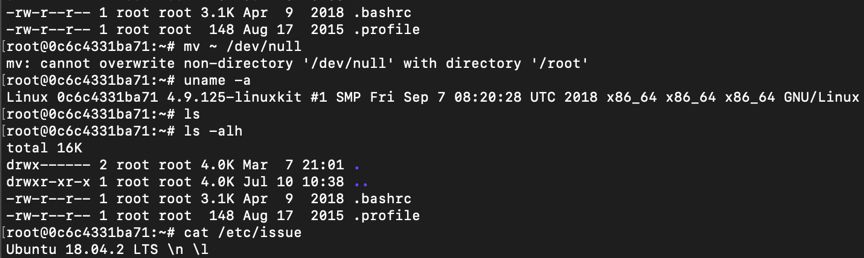 -rw-r--r-- 1 root root 3.1K Apr  9  2018 .bashrc
-rw-r--r-- 1 root root  148 Aug 17  2015 .profile
[root@0c6c4331ba71:~# mv ~ /dev/null
mv: cannot overwrite non-directory '/dev/null' with directory '/root'
[root@0c6c4331ba71:~# uname -a
Linux 0c6c4331ba71 4.9.125-linuxkit #1 SMP Fri Sep 7 08:20:28 UTC 2018 x86_64 x86_64 x86_64 GNU/Linux
[root@0c6c4331ba71:~# ls
[root@0c6c4331ba71:~# ls -alh
total 16K
drwx------ 2 root root 4.0K Mar  7 21:01 .
drwxr-xr-x 1 root root 4.0K Jul 10 10:38 ..
-rw-r--r-- 1 root root 3.1K Apr  9  2018 .bashrc
-rw-r--r-- 1 root root  148 Aug 17  2015 .profile
[root@0c6c4331ba71:~# cat /etc/issue
Ubuntu 18.04.2 LTS \n \l